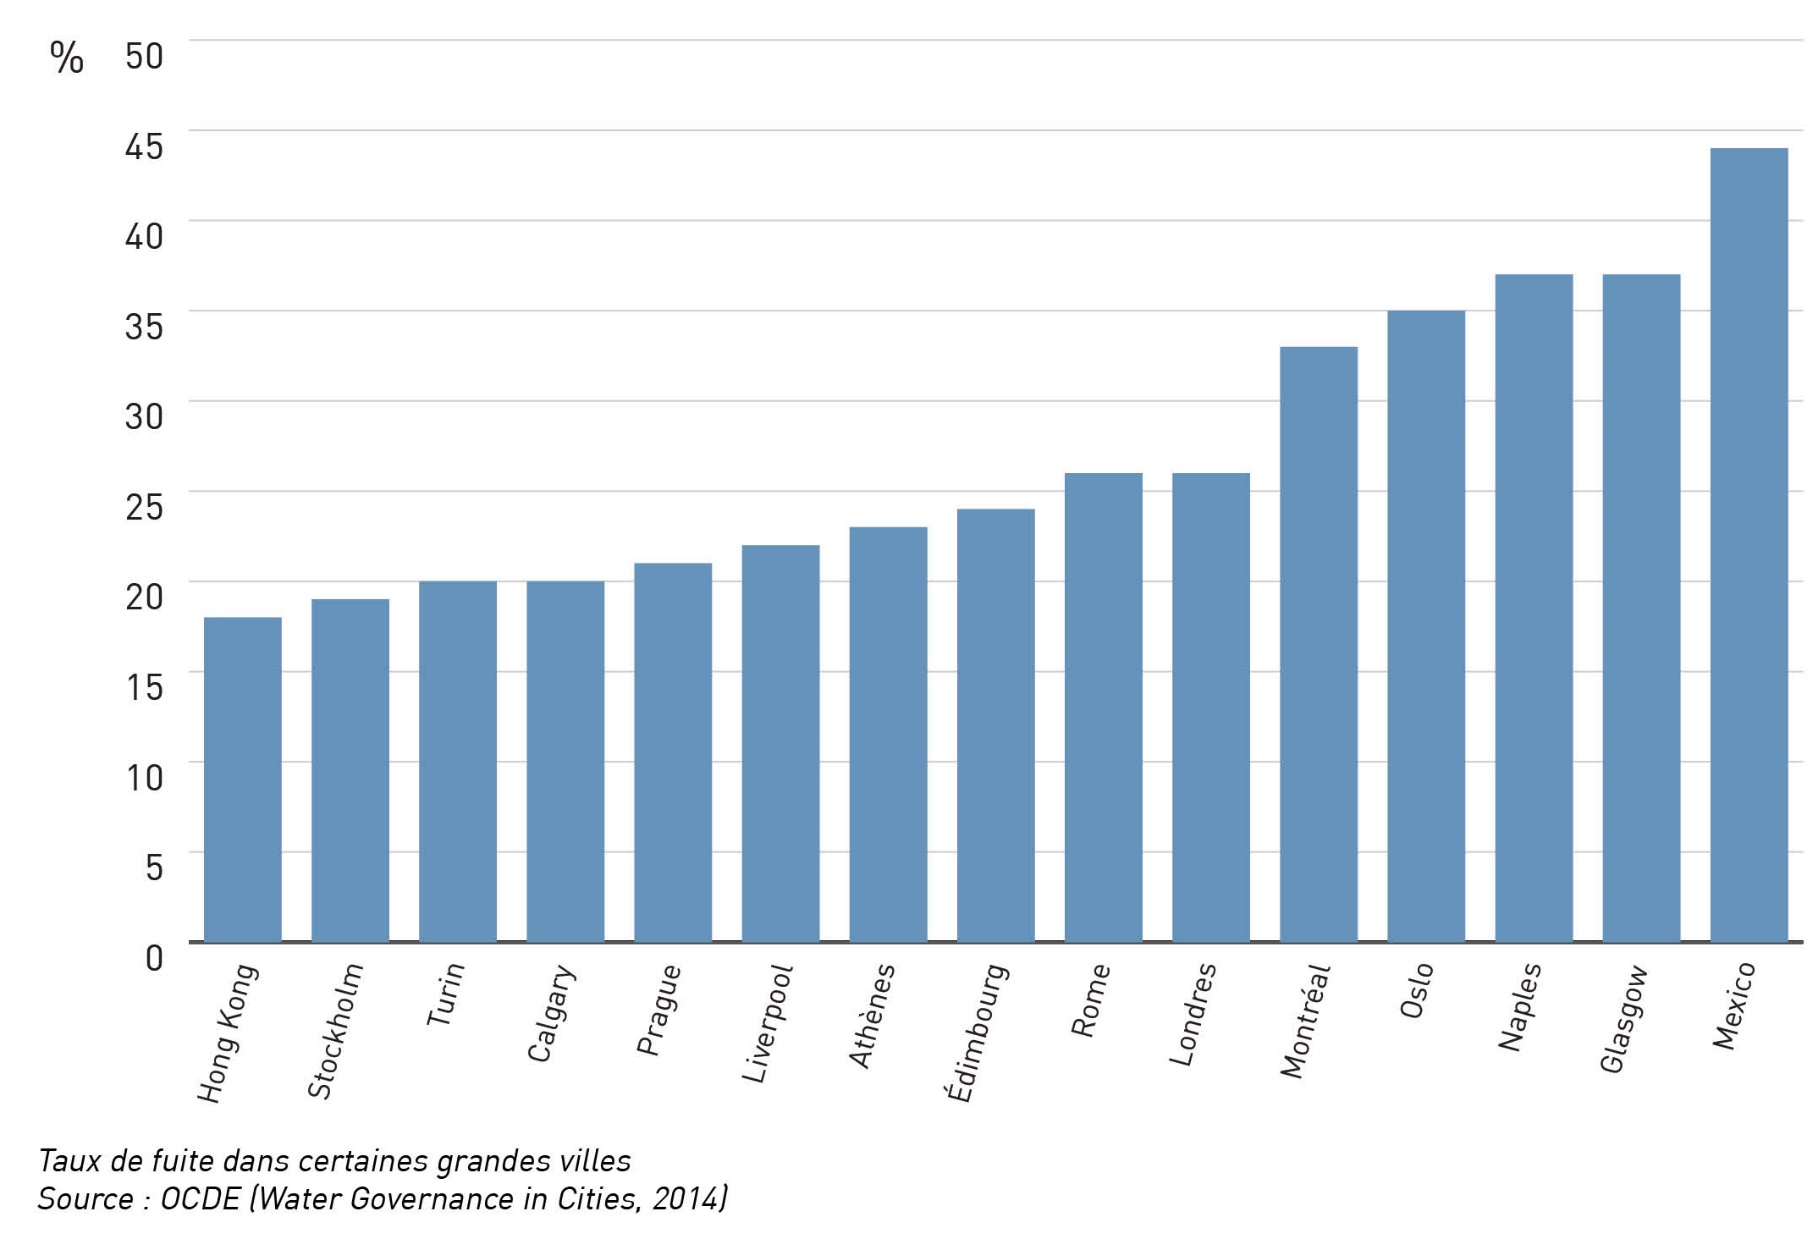 %
50
45
40
35
30
25
20
15
10
5
0
Hong Kong
Stockholm
Turin
Calgary
Prague
Liverpool
Athènes
Édimbourg
Rome
Londres
Montréal
Oslo
Naples
Glasgow
Mexico
Taux de fuite dans certaines grandes villes
Source : OCDE (Water Governance in Cities, 2014)